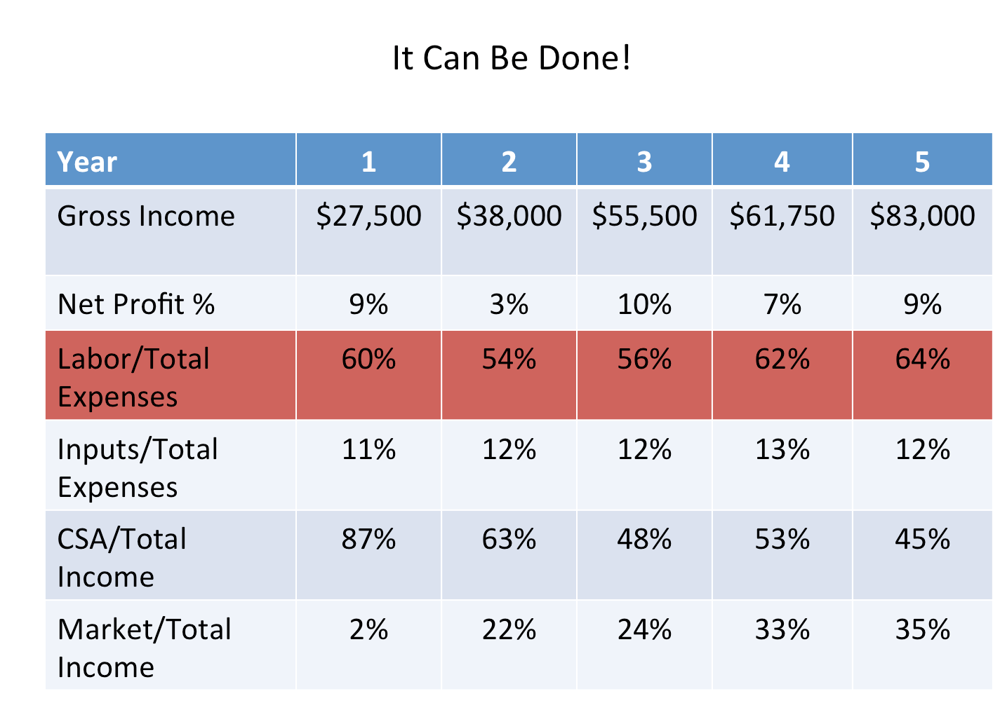 It Can Be Done!
Year 1 2 3 4 5
Gross Income $27,500 $38,000 $55,500 $61,750 $83,000
Net Profit % 9% 3% 10% 7% 9%
Labor/Total 60% 54% 56% 62% 64%
Expenses
Inputs/Total 11% 12% 12% 13% 12%
Expenses
CSA/Total 87% 63% 48% 53% 45%
Income
Market/Total 2% 22% 24% 33% 35%
Income